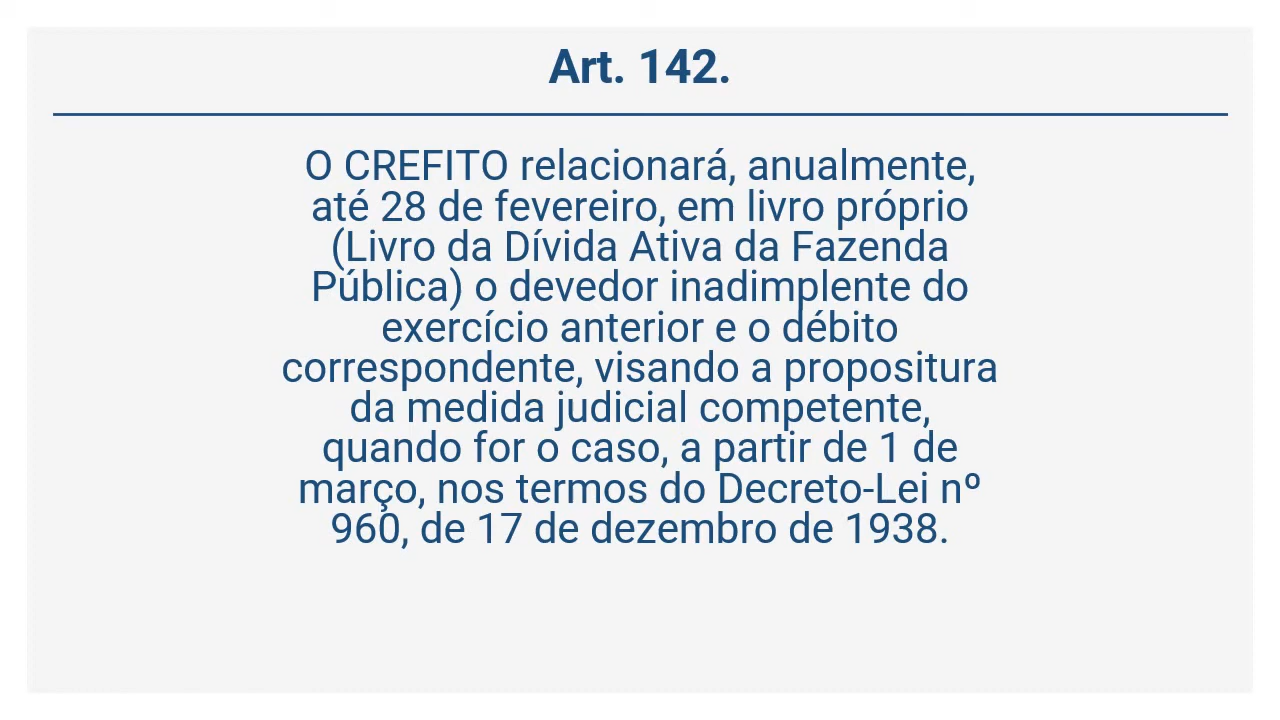 Art. 142.
O CREFITO relacionará, anualmente,
até 28 de fevereiro, em livro próprio
(Livro da Dívida Ativa da Fazenda
Pública) o devedor inadimplente do
exercício anterior e o débito
correspondente, visando a propositura
da medida judicial competente,
quando for o caso, a partir de 1 de
março, nos termos do Decreto-Lei nº
960, de 17 de dezembro de 1938.